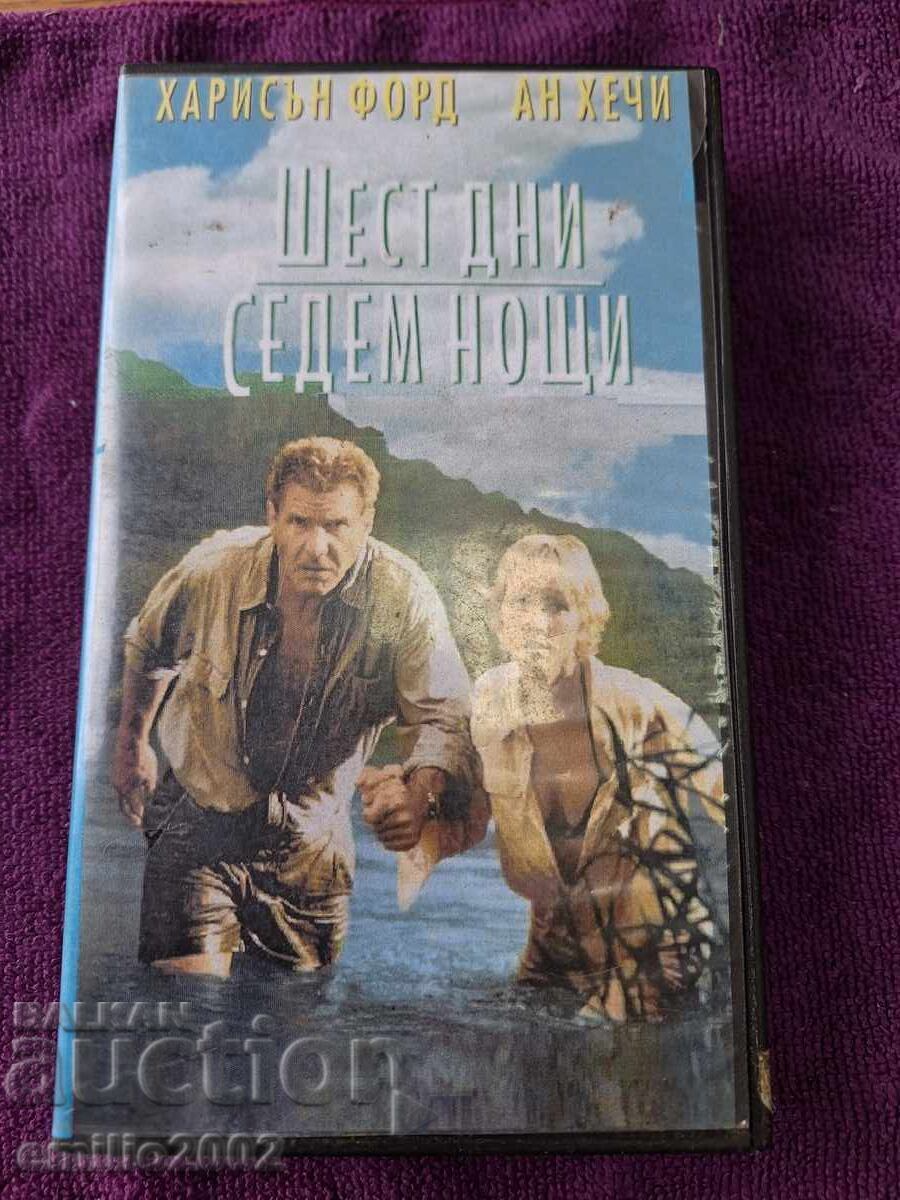 ХАРИСЪН ФОРД АН ХЕЧИ
ШЕСТ ДНИ
СЕДЕМ НОЩИ
BALKAN
auction
emilio2002